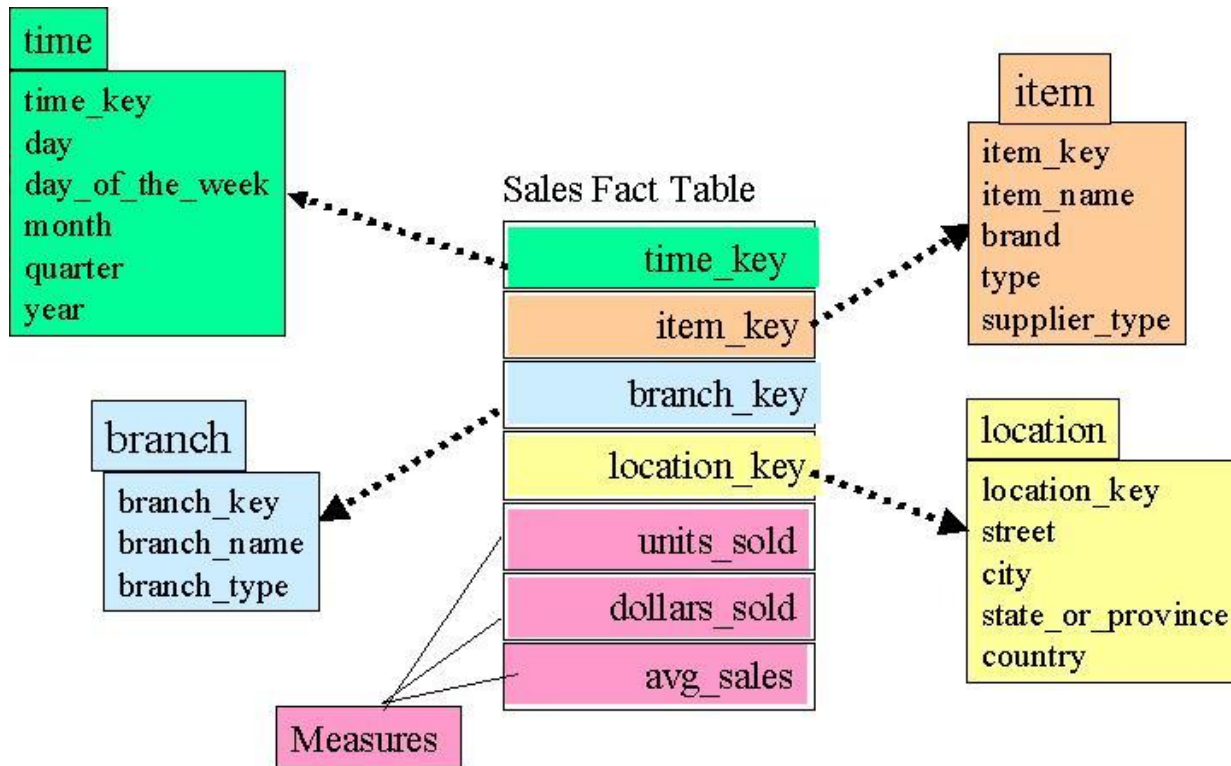 time
time_key
day
day_of_the_week
month
quarter
year
item
item_key
item_name
brand
type
supplier_type
Sales Fact Table
time_key
item_key
branch_key
location_key
units_sold
dollars_sold
avg_sales
branch
branch_key
branch_name
branch_type
location
location_key
street
city
state_or_province
country
Measures